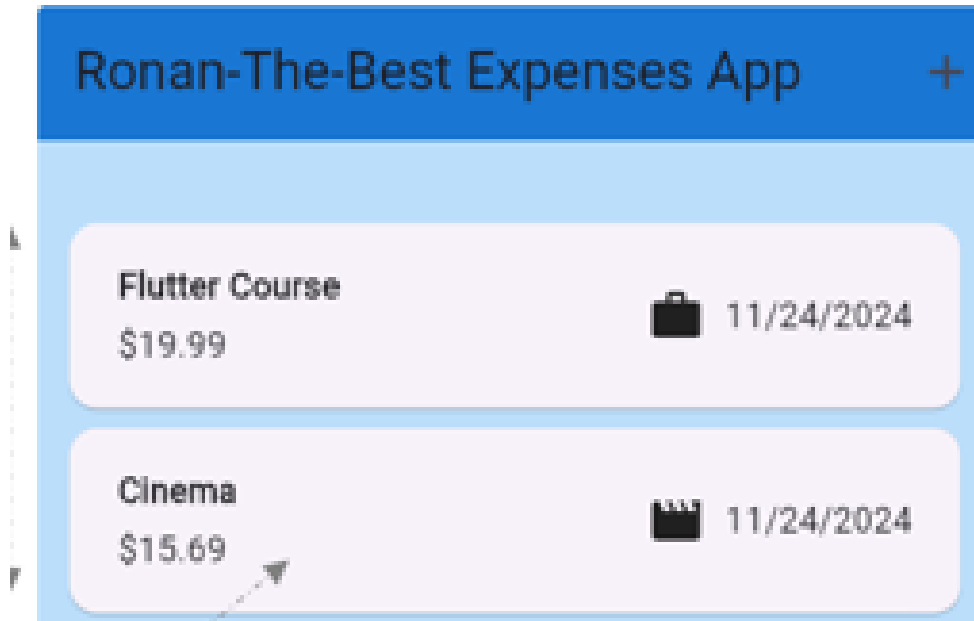 Ronan-The-Best Expenses App +
Flutter Course
$19.99
11/24/2024
Cinema
$15.69
11/24/2024